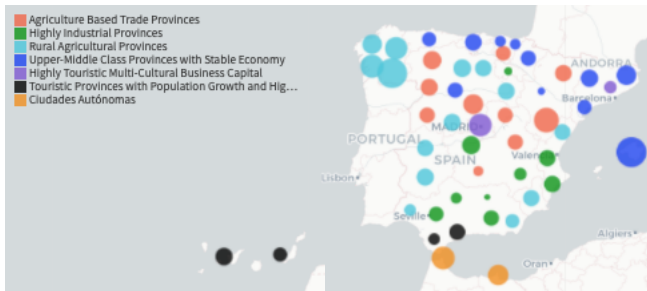 Agriculture Based Trade Provinces
Highly Industrial Provinces
Rural Agricultural Provinces
Upper-Middle Class Provinces with Stable Economy
Highly Touristic Multi-Cultural Business Capital
Touristic Provinces with Population Growth and Hig...
Ciudades Autónomas
ANDORRA
Barcelona
MADRID
PORTUGAL
SPAIN
Valencia
Lisbon
Seville
Algiers
Oran